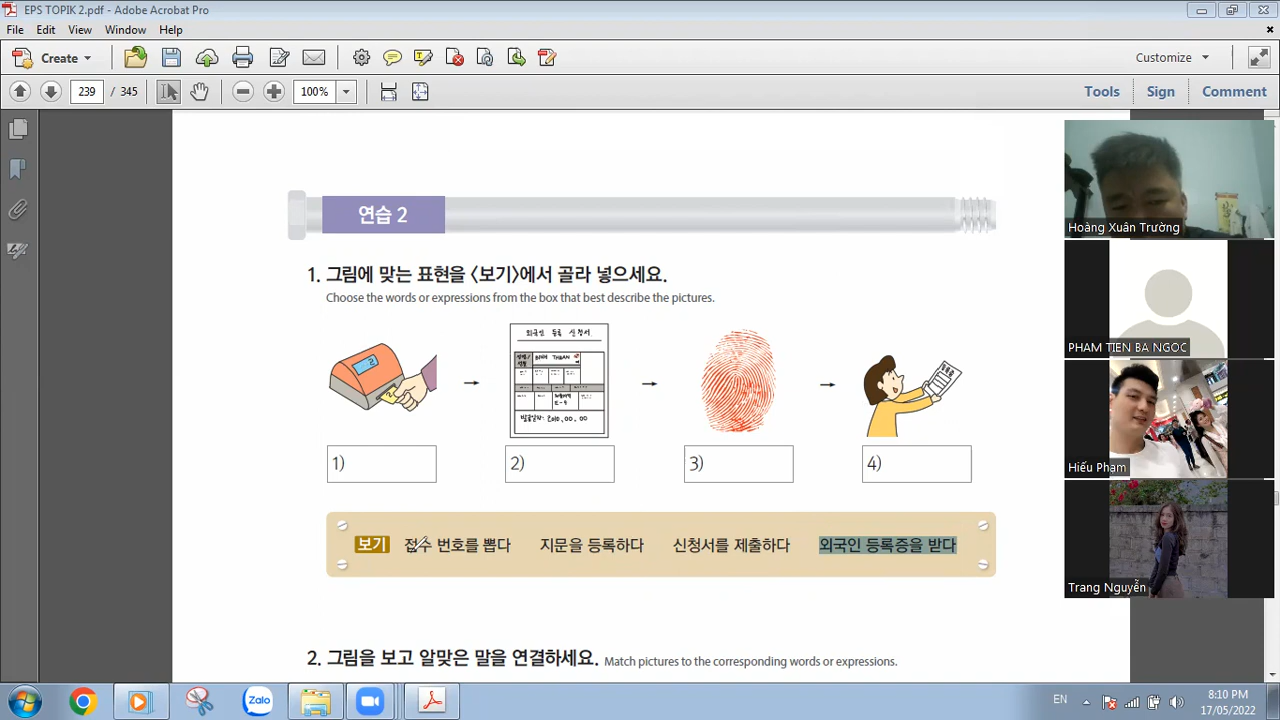 EPS TOPIK 2.pdf - Adobe Acrobat Pro
File Edit View Window Help
Create
Customize
239 / 345
100%
Tools Sign Comment
연습 2
1. 그림에 맞는 표현을 〈보기〉에서 골라 넣으세요.
Choose the words or expressions from the box that best describe the pictures.
2
외국인 등록 신청서
1) 2) 3) 4)
보기 접수 번호를 뽑다 지문을 등록하다 신청서를 제출하다 외국인 등록증을 받다
2. 그림을 보고 알맞은 말을 연결하세요. Match pictures to the corresponding words or expressions.
Hoàng Xuân Trường
PHAM TIEN BA NGOC
Hiếu Phạm
Trang Nguyễn
Zalo
EN
8:10 PM
17/05/2022